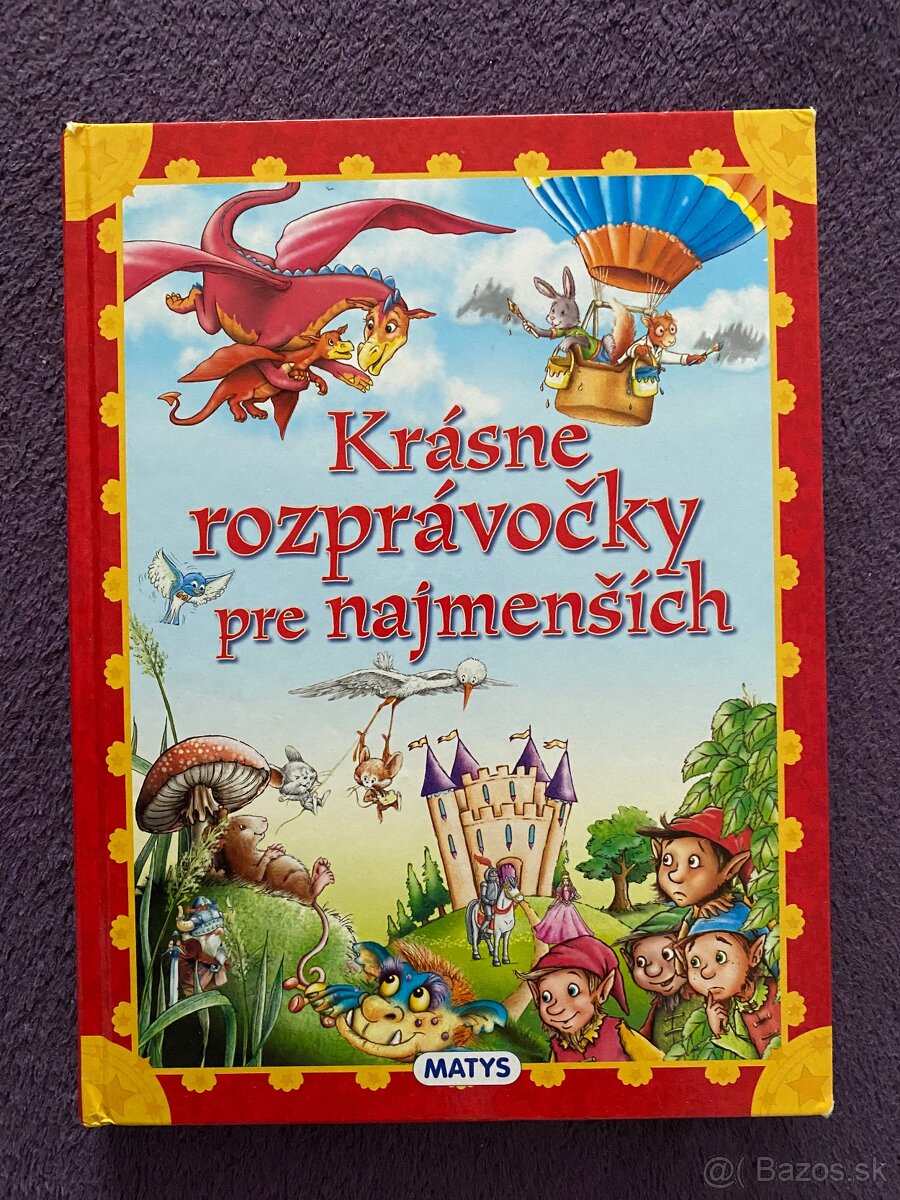 Krásne
rozprávočky
pre najmenších
MATYS
@( Bazos.sk